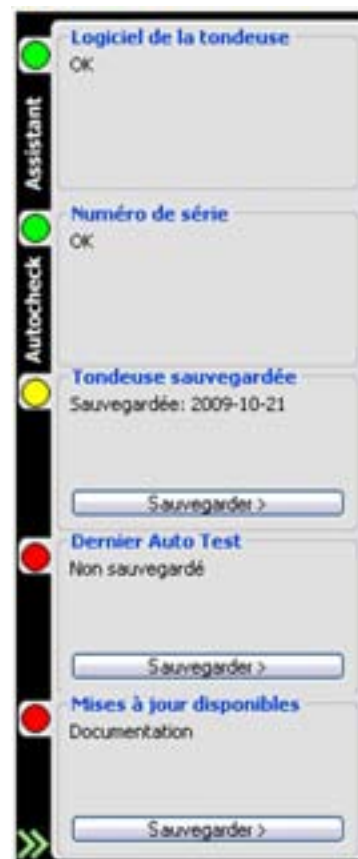 Logiciel de la tondeuse
OK
Assistant
Numéro de série
OK
Autocheck
Tondeuse sauvegardée
Sauvegardée: 2009-10-21
Sauvegarder >
Dernier Auto Test
Non sauvegardé
Sauvegarder >
Mises à jour disponibles
Documentation
Sauvegarder >